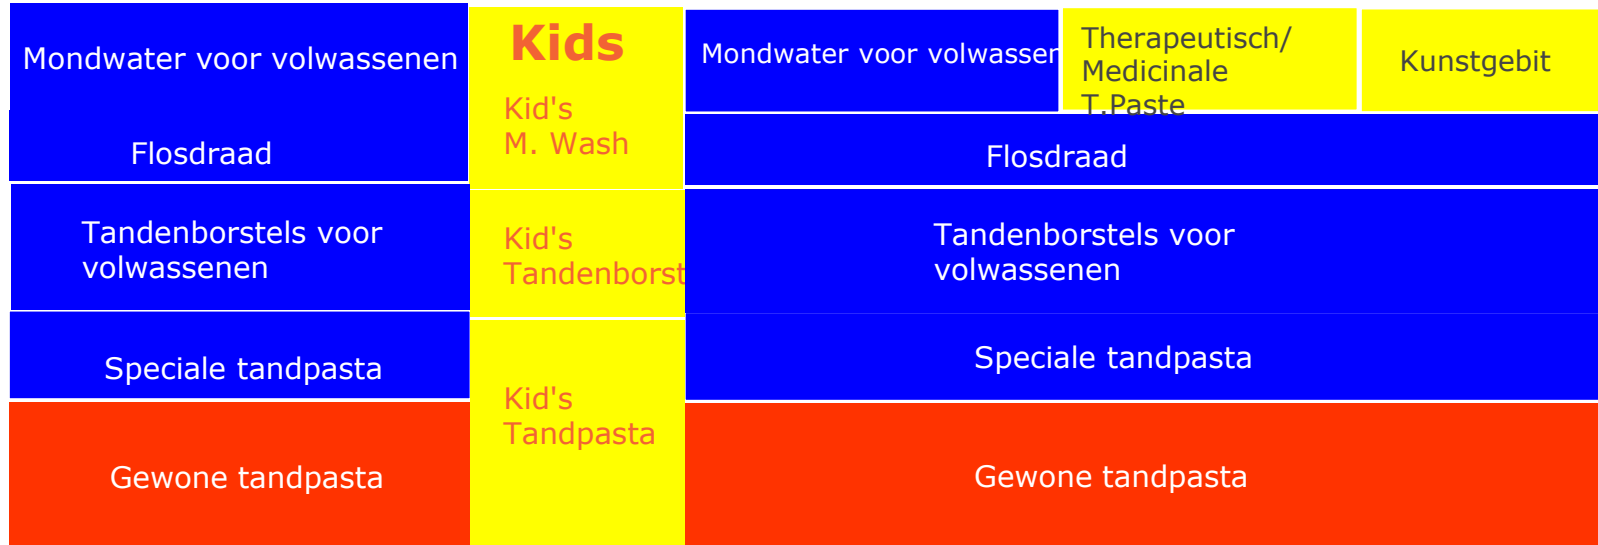 Mondwater voor volwassenen
Flosdraad
Tandenborstels voor
volwassenen
Speciale tandpasta
Gewone tandpasta
Kids
Kid's
M. Wash
Kid's
Tandenborst
Kid's
Tandpasta
Mondwater voor volwassen
Therapeutisch/
Medicinale
T.Paste
Kunstgebit
Flosdraad
Tandenborstels voor
volwassenen
Speciale tandpasta
Gewone tandpasta